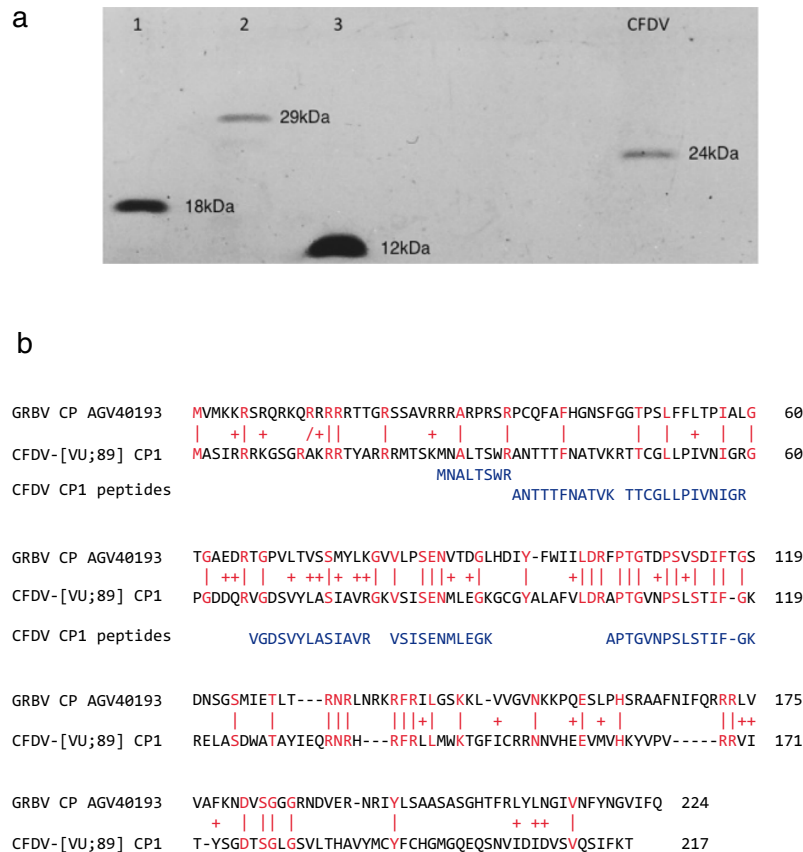 a
1 2 3 CFDV
29kDa
24kDa
18kDa
12kDa
b
GRBV CP AGV40193 MVMKKRSRQRKQRRRRRTTGRSSAVRRRARPRSRPCQFAFHGNSFGGTPSLFFLTPIALG 60
| +| + /+|| | + | | | | | + | |
CFDV-[VU;89] CP1 MASIRRRKGSGRAKRRTYARRRMTSKMNALTSWRANTTTFNATVKRTTCGLLPIVNIGRG 60
CFDV CP1 peptides MNALTSWR
ANTTTFNATVK TTCGLLPIVNIGR
GRBV CP AGV40193 TGAEDRTGPVLTVSSMYLKGVVLPSENVTDGLHDIY-FWIILDRFPTGTDPSVSDIFTGS 119
| ++| | + ++|+ ++| | |||+ +| | +||| ||| +||+| || |
CFDV-[VU;89] CP1 PGDDQRVGDSVYLASIAVRGKVSISENMLEGKGCGYALAFVLDRAPTGVNPSLSTIF-GK 119
CFDV CP1 peptides VGDSVYLASIAVR VSISENMLEGK APTGVNPSLSTIF-GK
GRBV CP AGV40193 DNSGSMIETLT---RNRLNRKRFRILGSKKL-VVGVNKKPQESLPHSRAAFNIFQRRRLV 175
| | ||| |||+| | + | +| + | ||++
CFDV-[VU;89] CP1 RELASDWATAYIEQRNRH---RFRLLMWKTGFICRRNNVHEEVMVHKYVPV-----RRVI 171
GRBV CP AGV40193 VAFKNDVSGGGRNDVER-NRIYLSAASASGHTFRLYLNGIVNFYNGVIFQ 224
+ | || | | + ++ |
CFDV-[VU;89] CP1 T-YSGDTSGLGSVLTHAVYMCYFCHGMGQEQSNVIDIDVSVQSIFKT 217